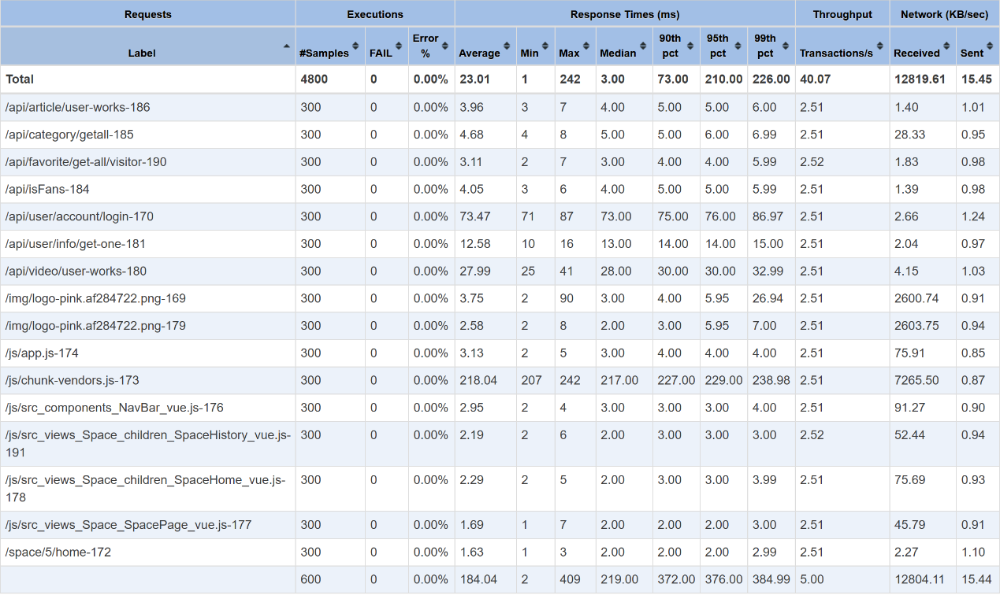 Requests Executions Response Times (ms) Throughput Network (KB/sec)
Label #Samples FAIL Error % Average Min Max Median 90th pct 95th pct 99th pct Transactions/s Received Sent
Total 4800 0 0.00% 23.01 1 242 3.00 73.00 210.00 226.00 40.07 12819.61 15.45
/api/article/user-works-186 300 0 0.00% 3.96 3 7 4.00 5.00 5.00 6.00 2.51 1.40 1.01
/api/category/getall-185 300 0 0.00% 4.68 4 8 5.00 5.00 6.00 6.99 2.51 28.33 0.95
/api/favorite/get-all/visitor-190 300 0 0.00% 3.11 2 7 3.00 4.00 4.00 5.99 2.52 1.83 0.98
/api/isFans-184 300 0 0.00% 4.05 3 6 4.00 5.00 5.00 5.99 2.51 1.39 0.98
/api/user/account/login-170 300 0 0.00% 73.47 71 87 73.00 75.00 76.00 86.97 2.51 2.66 1.24
/api/user/info/get-one-181 300 0 0.00% 12.58 10 16 13.00 14.00 14.00 15.00 2.51 2.04 0.97
/api/video/user-works-180 300 0 0.00% 27.99 25 41 28.00 30.00 30.00 32.99 2.51 4.15 1.03
/img/logo-pink.af284722.png-169 300 0 0.00% 3.75 2 90 3.00 4.00 5.95 26.94 2.51 2600.74 0.91
/img/logo-pink.af284722.png-179 300 0 0.00% 2.58 2 8 2.00 3.00 5.95 7.00 2.51 2603.75 0.94
/js/app.js-174 300 0 0.00% 3.13 2 5 3.00 4.00 4.00 4.00 2.51 75.91 0.85
/js/chunk-vendors.js-173 300 0 0.00% 218.04 207 242 217.00 227.00 229.00 238.98 2.51 7265.50 0.87
/js/src_components_NavBar_vue.js-176 300 0 0.00% 2.95 2 4 3.00 3.00 3.00 4.00 2.51 91.27 0.90
/js/src_views_Space_children_SpaceHistory_vue.js- 300 0 0.00% 2.19 2 6 2.00 3.00 3.00 3.00 2.52 52.44 0.94
191
/js/src_views_Space_children_SpaceHome_vue.js- 300 0 0.00% 2.29 2 5 2.00 3.00 3.00 3.99 2.51 75.69 0.93
178
/js/src_views_Space_SpacePage_vue.js-177 300 0 0.00% 1.69 1 7 2.00 2.00 2.00 3.00 2.51 45.79 0.91
/space/5/home-172 300 0 0.00% 1.63 1 3 2.00 2.00 2.00 2.99 2.51 2.27 1.10
600 0 0.00% 184.04 2 409 219.00 372.00 376.00 384.99 5.00 12804.11 15.44